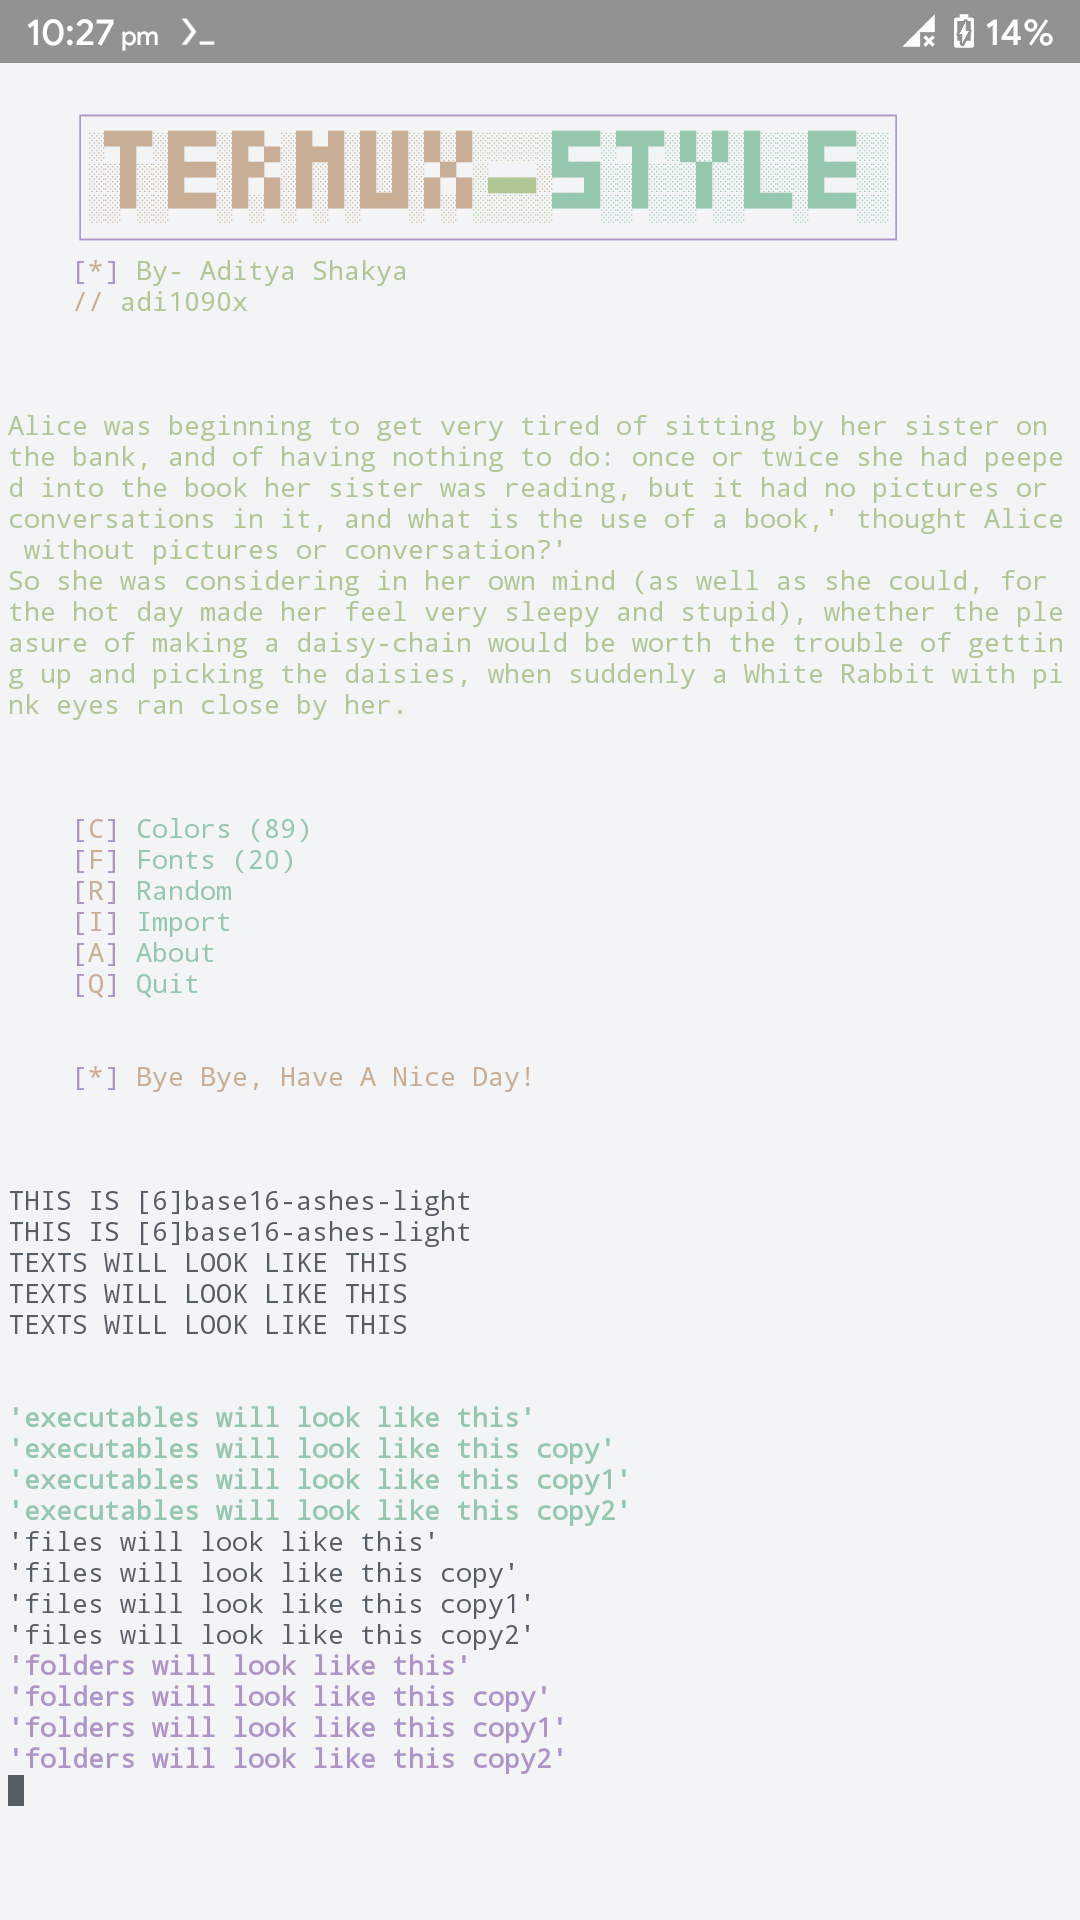 10:27 pm 14%
TERMUX-STYLE
[*] By- Aditya Shakya
// adi1090x
Alice was beginning to get very tired of sitting by her sister on
the bank, and of having nothing to do: once or twice she had peepe
d into the book her sister was reading, but it had no pictures or
conversations in it, and what is the use of a book,' thought Alice
without pictures or conversation?'
So she was considering in her own mind (as well as she could, for
the hot day made her feel very sleepy and stupid), whether the ple
asure of making a daisy-chain would be worth the trouble of gettin
g up and picking the daisies, when suddenly a White Rabbit with pi
nk eyes ran close by her.
[C] Colors (89)
[F] Fonts (20)
[R] Random
[I] Import
[A] About
[Q] Quit
[*] Bye Bye, Have A Nice Day!
THIS IS [6]base16-ashes-light
THIS IS [6]base16-ashes-light
TEXTS WILL LOOK LIKE THIS
TEXTS WILL LOOK LIKE THIS
TEXTS WILL LOOK LIKE THIS
'executables will look like this'
'executables will look like this copy'
'executables will look like this copy1'
'executables will look like this copy2'
'files will look like this'
'files will look like this copy'
'files will look like this copy1'
'files will look like this copy2'
'folders will look like this'
'folders will look like this copy'
'folders will look like this copy1'
'folders will look like this copy2'